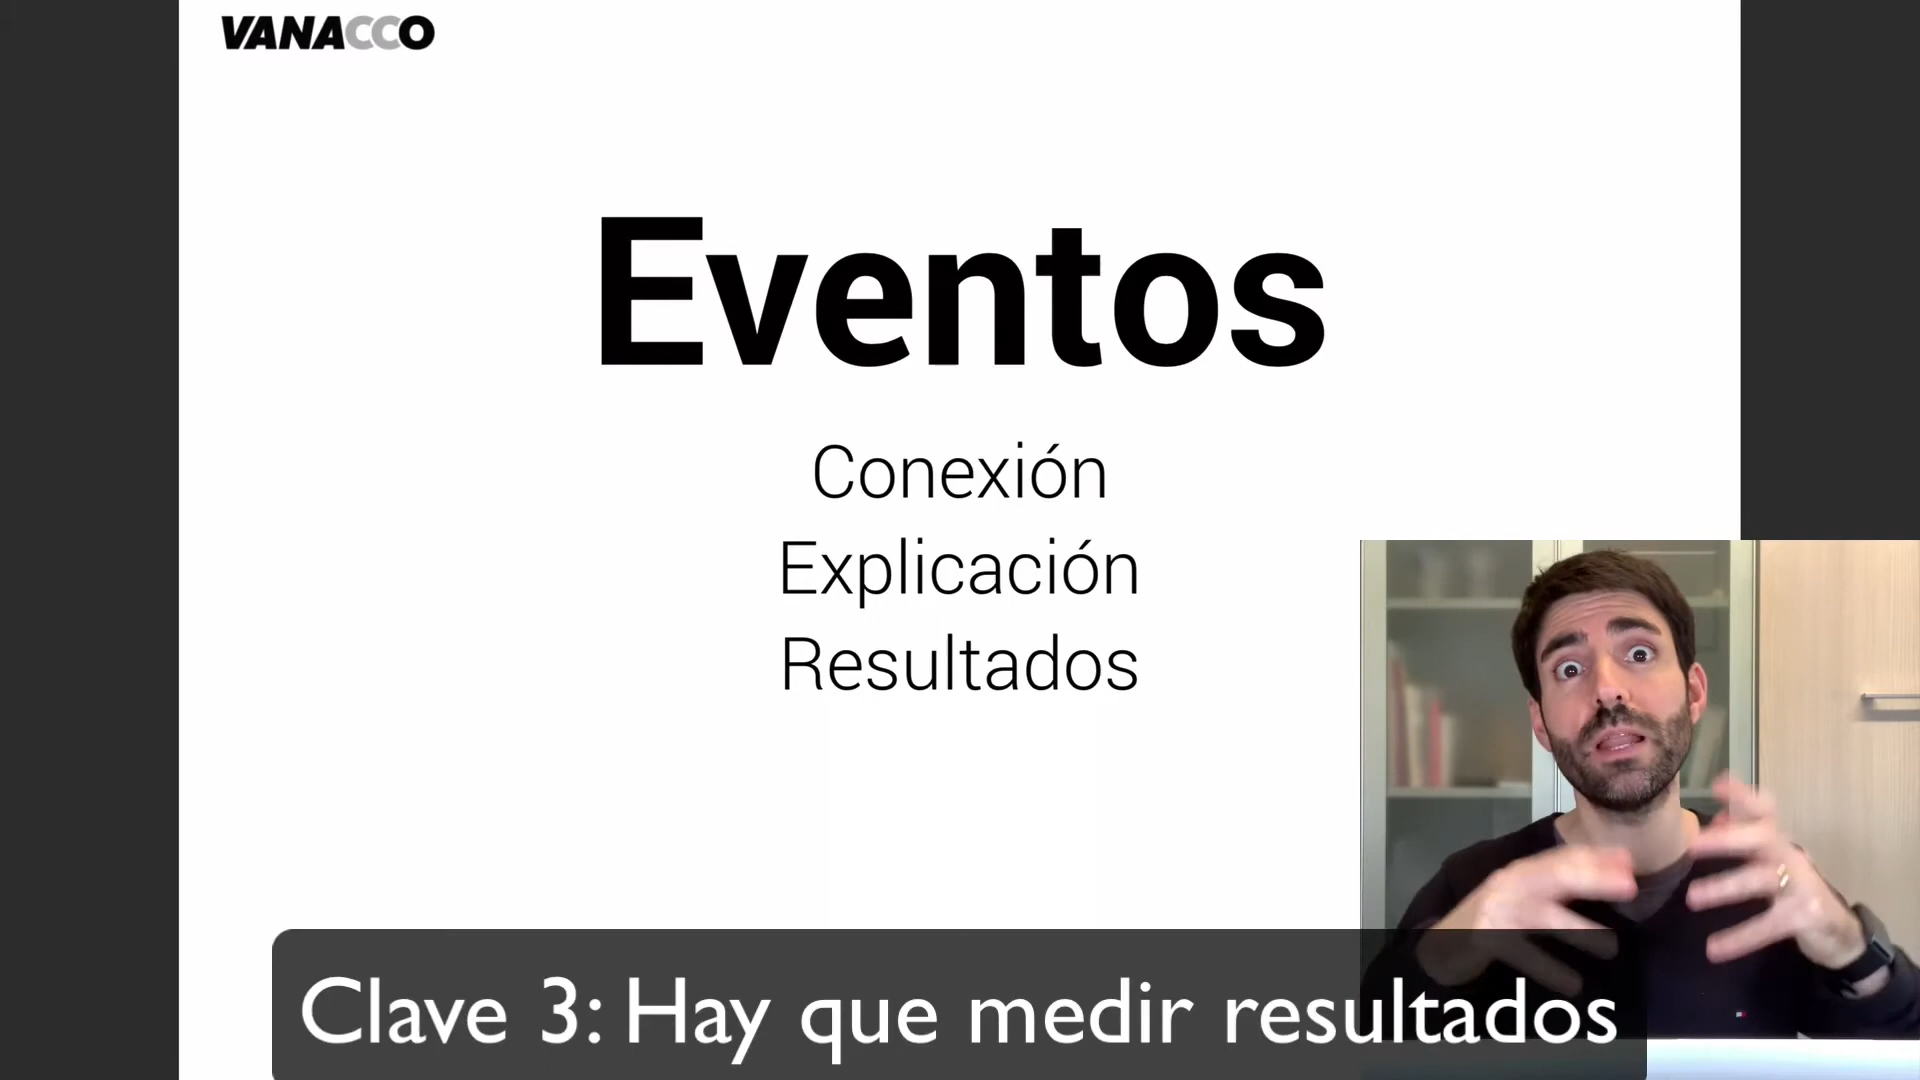 VANACCO
Eventos
Conexión
Explicación
Resultados
Clave 3: Hay que medir resultados